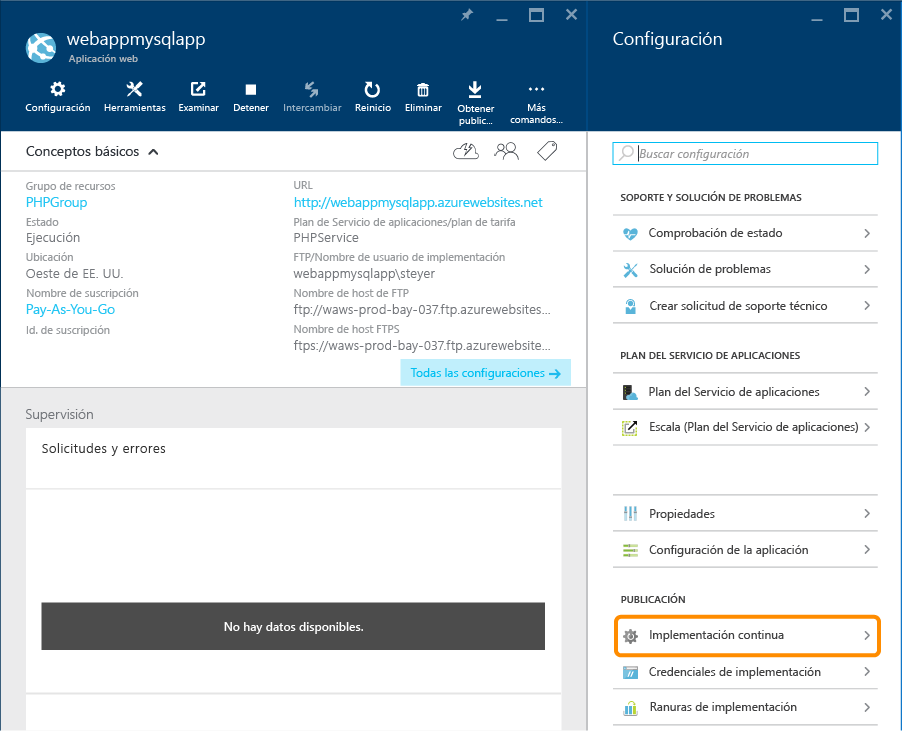 webappmysqlapp
Aplicación web
Configuración
Herramientas
Examinar
Detener
Intercambiar
Reinicio
Eliminar
Obtener
public...
Más
comandos...
Conceptos básicos
Grupo de recursos
PHPGroup
Estado
Ejecución
Ubicación
Oeste de EE. UU.
Nombre de suscripción
Pay-As-You-Go
Id. de suscripción
URL
http://webappmysqlapp.azurewebsites.net
Plan de Servicio de aplicaciones/plan de tarifa
PHPService
FTP/Nombre de usuario de implementación
webappmysqlapp\steyer
Nombre de host de FTP
ftp://waws-prod-bay-037.ftp.azurewebsites...
Nombre de host FTPS
ftps://waws-prod-bay-037.ftp.azurewebsite...
Todas las configuraciones
Supervisión
Solicitudes y errores
No hay datos disponibles.
Configuración
Buscar configuración
SOPORTE Y SOLUCIÓN DE PROBLEMAS
Comprobación de estado
Solución de problemas
Crear solicitud de soporte técnico
PLAN DEL SERVICIO DE APLICACIONES
Plan del Servicio de aplicaciones
Escala (Plan del Servicio de aplicaciones)
Propiedades
Configuración de la aplicación
PUBLICACIÓN
Implementación continua
Credenciales de implementación
Ranuras de implementación